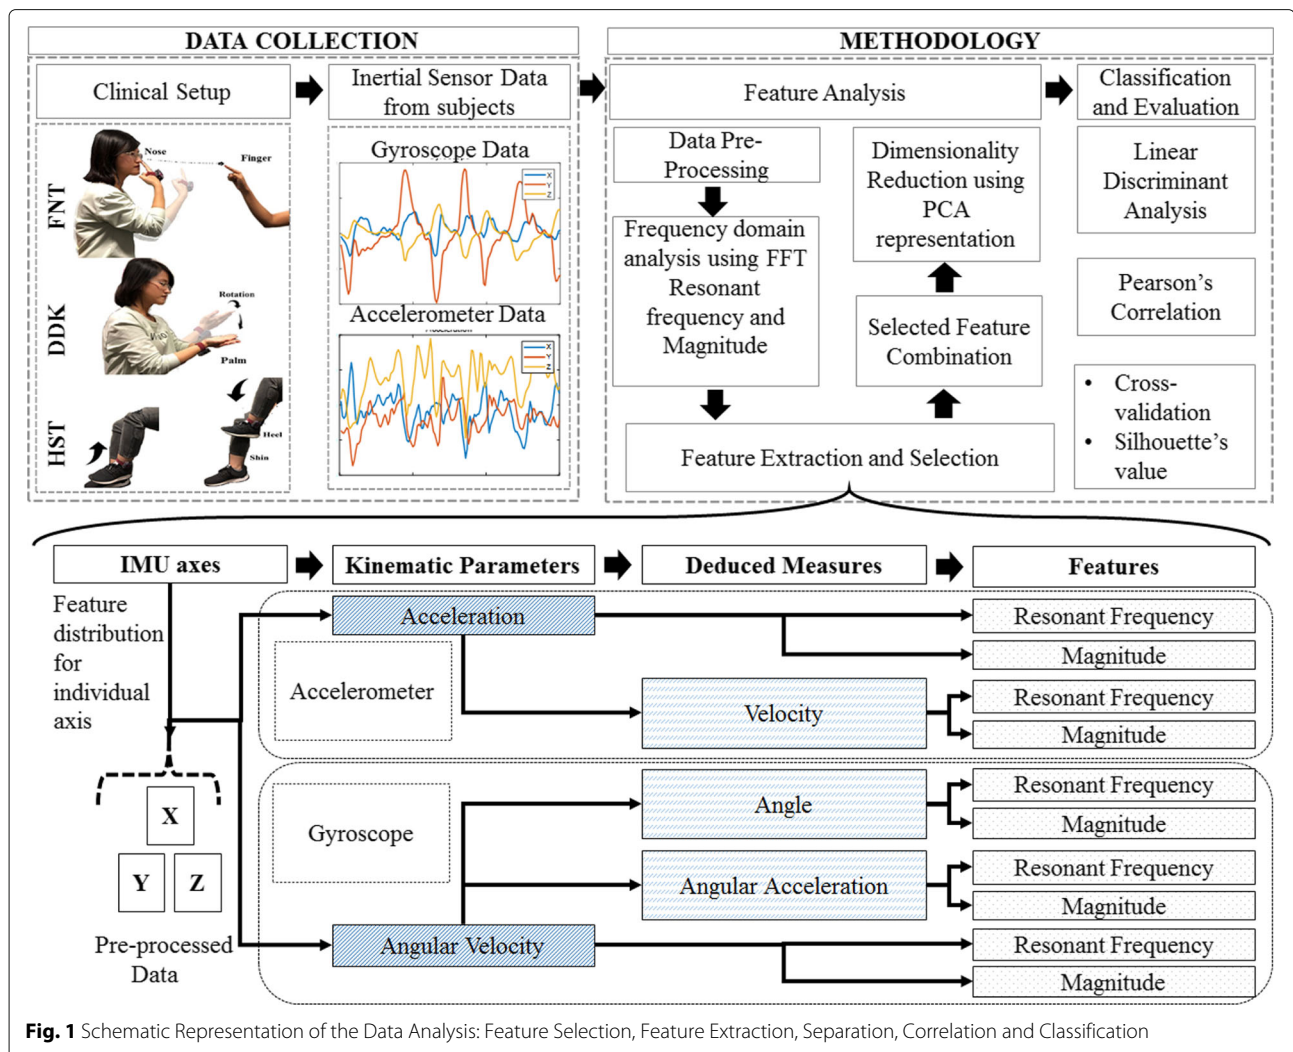 DATA COLLECTION
Clinical Setup
Inertial Sensor Data
from subjects
FNT
Nose
Finger
DDK
Rotation
Palm
HST
Heel
Shin
Gyroscope Data
X
Y
Z
Accelerometer Data
X
Y
Z
METHODOLOGY
Feature Analysis
Classification
and Evaluation
Data Pre-
Processing
Frequency domain
analysis using FFT
Resonant
frequency and
Magnitude
Dimensionality
Reduction using
PCA
representation
Selected Feature
Combination
Feature Extraction and Selection
Linear
Discriminant
Analysis
Pearson's
Correlation
• Cross-
validation
• Silhouette's
value
IMU axes
Kinematic Parameters
Deduced Measures
Features
Feature
distribution
for
individual
axis
X
Y
Z
Pre-processed
Data
Accelerometer
Acceleration
Velocity
Resonant Frequency
Magnitude
Resonant Frequency
Magnitude
Gyroscope
Angular Velocity
Angle
Angular Acceleration
Resonant Frequency
Magnitude
Resonant Frequency
Magnitude
Resonant Frequency
Magnitude
Fig. 1 Schematic Representation of the Data Analysis: Feature Selection, Feature Extraction, Separation, Correlation and Classification